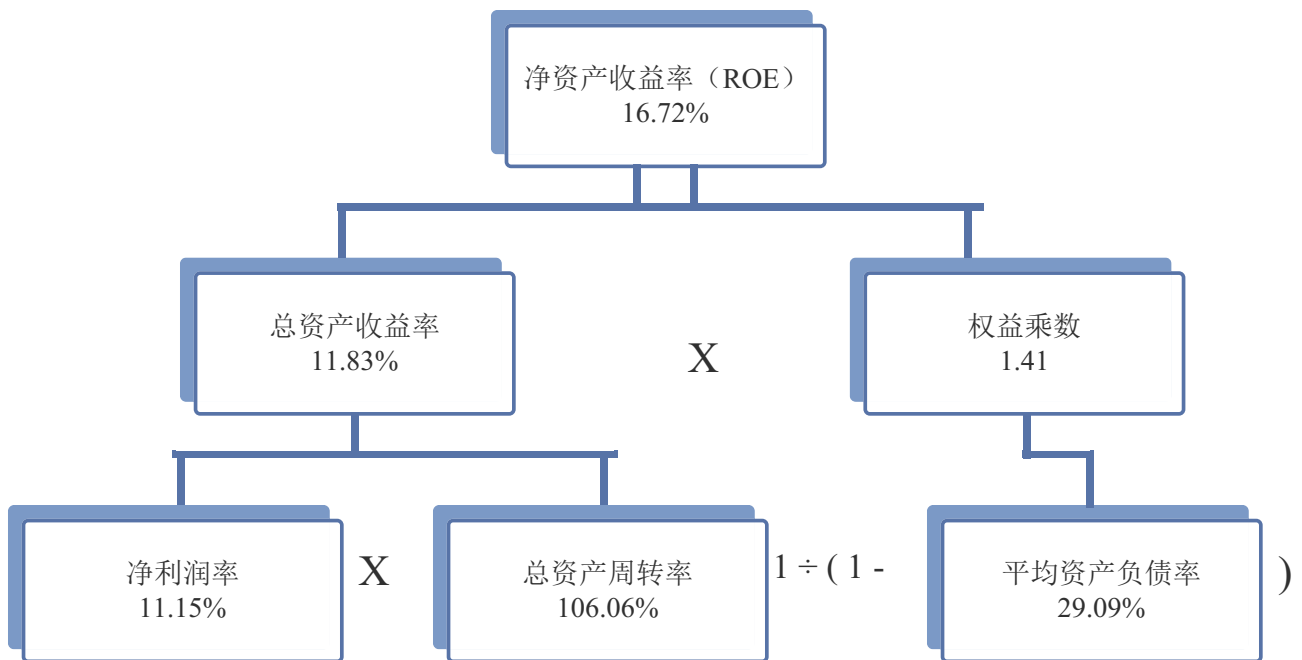 净资产收益率（ROE）
16.72%
总资产收益率
11.83%
X
权益乘数
1.41
净利润率
11.15%
X
总资产周转率
106.06%
1 ÷ ( 1 -
平均资产负债率
29.09%
)